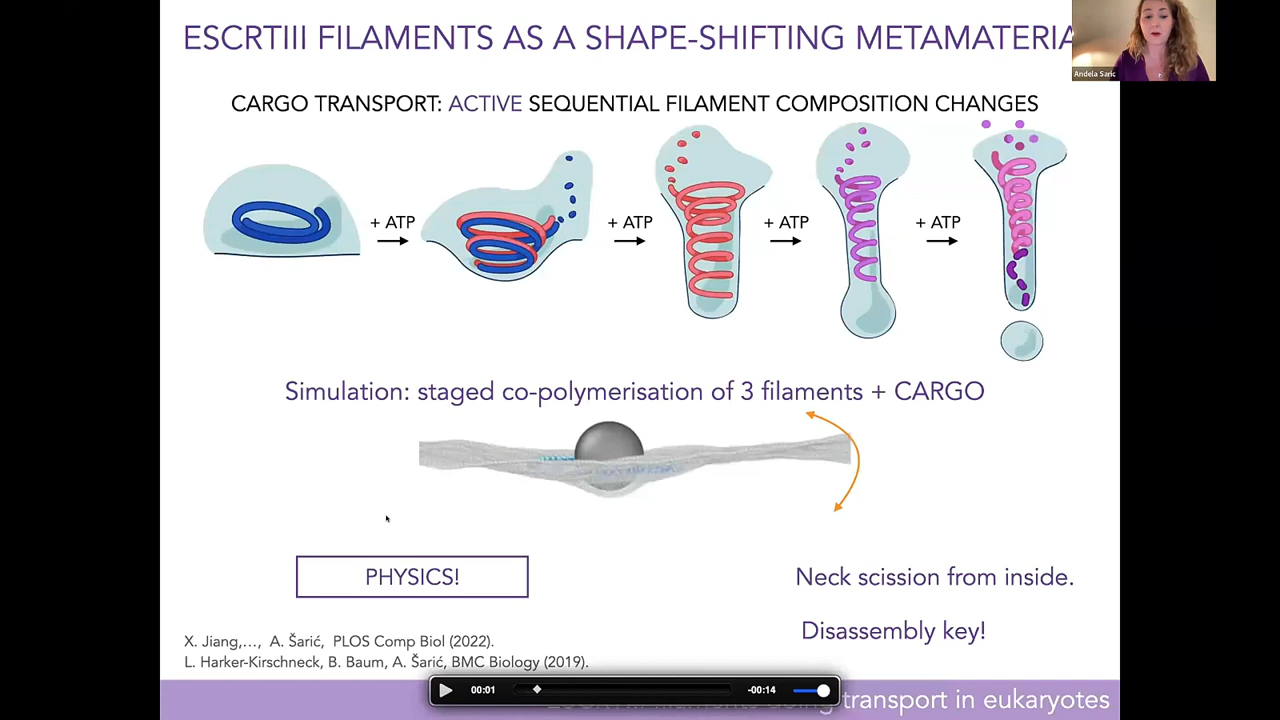 ESCRTIII FILAMENTS AS A SHAPE-SHIFTING METAMATERIA
Andela Saric
CARGO TRANSPORT: ACTIVE SEQUENTIAL FILAMENT COMPOSITION CHANGES
+ ATP + ATP + ATP + ATP
Simulation: staged co-polymerisation of 3 filaments + CARGO
PHYSICS!
Neck scission from inside.
Disassembly key!
X. Jiang,..., A. Šarić, PLOS Comp Biol (2022).
L. Harker-Kirschneck, B. Baum, A. Šarić, BMC Biology (2019).
00:01 -00:14
filaments doing transport in eukaryotes